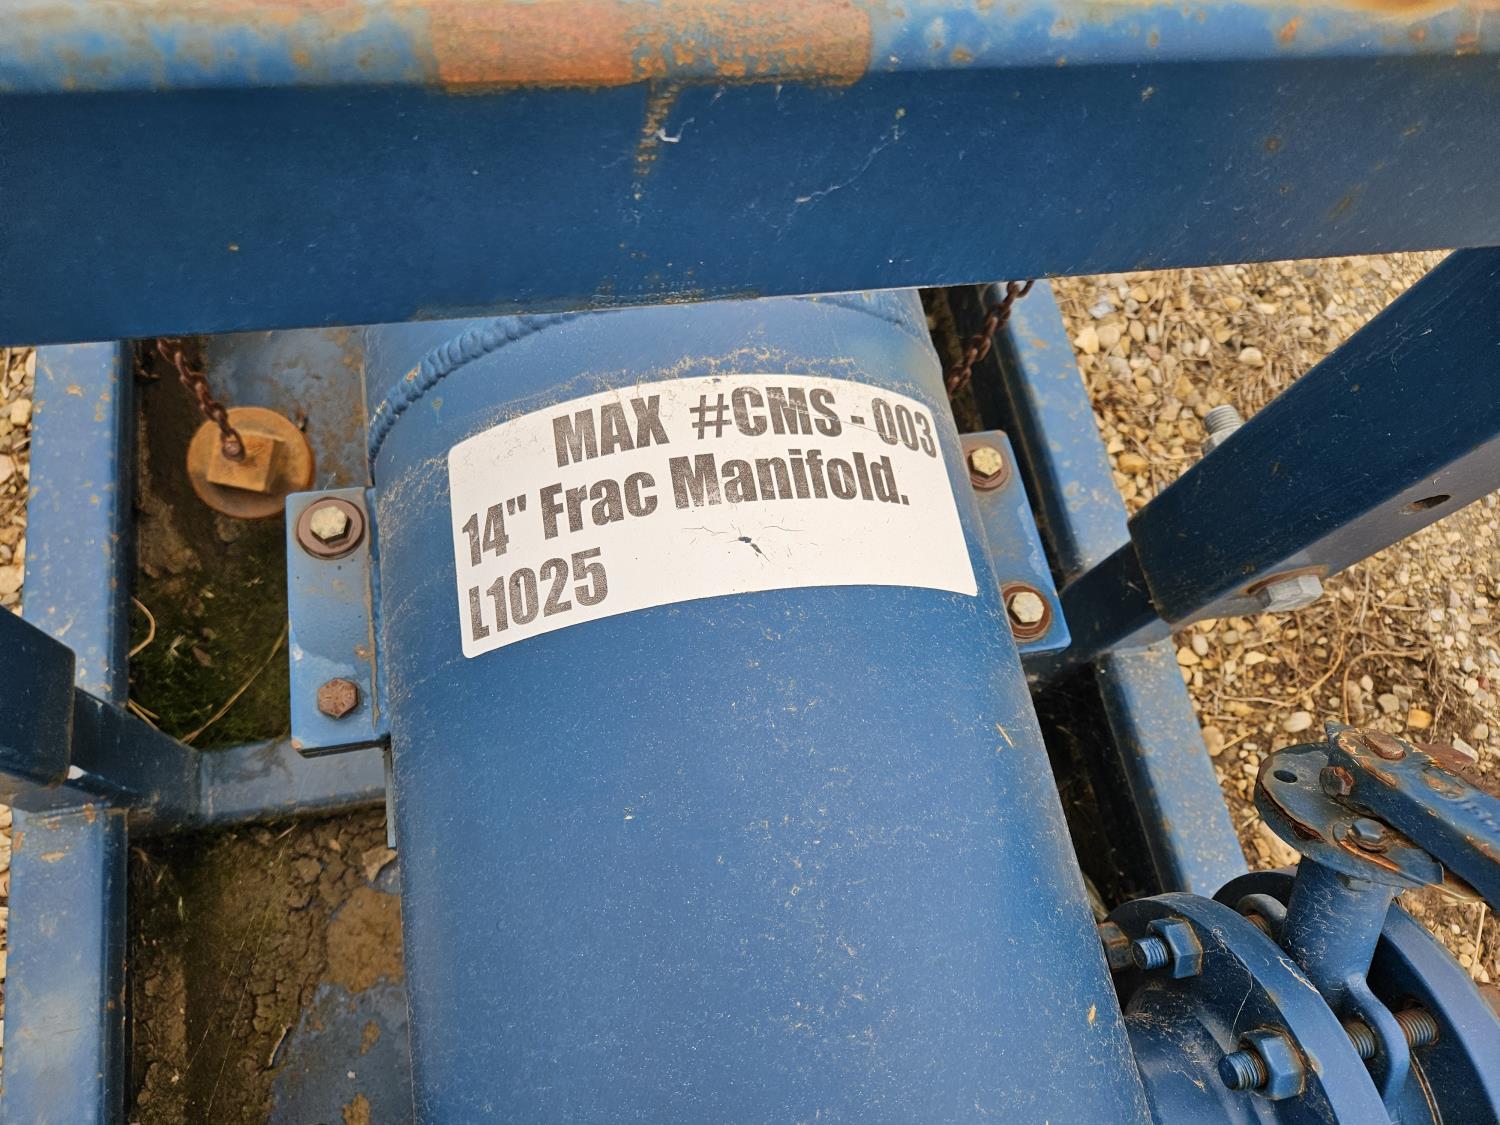 MAX #CMS - 003
14" Frac Manifold.
L1025